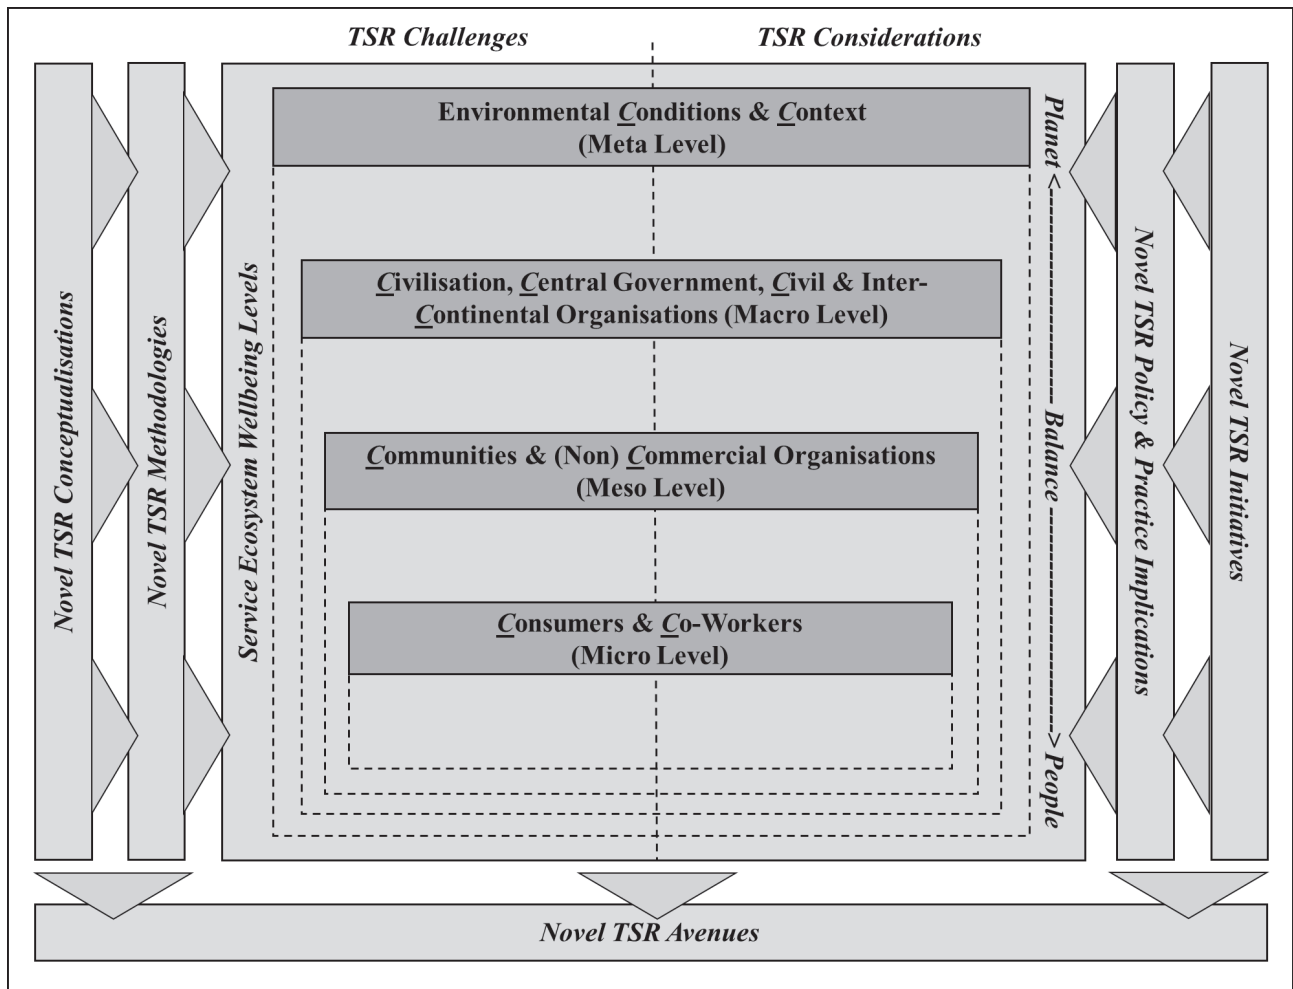 TSR Challenges
TSR Considerations
Novel TSR Conceptualisations
Novel TSR Methodologies
Service Ecosystem Wellbeing Levels
Environmental Conditions & Context
(Meta Level)
Civilisation, Central Government, Civil & Inter-
Continental Organisations (Macro Level)
Communities & (Non) Commercial Organisations
(Meso Level)
Consumers & Co-Workers
(Micro Level)
Planet <---------------- Balance ---------------->  People
Novel TSR Policy & Practice Implications
Novel TSR Initiatives
Novel TSR Avenues